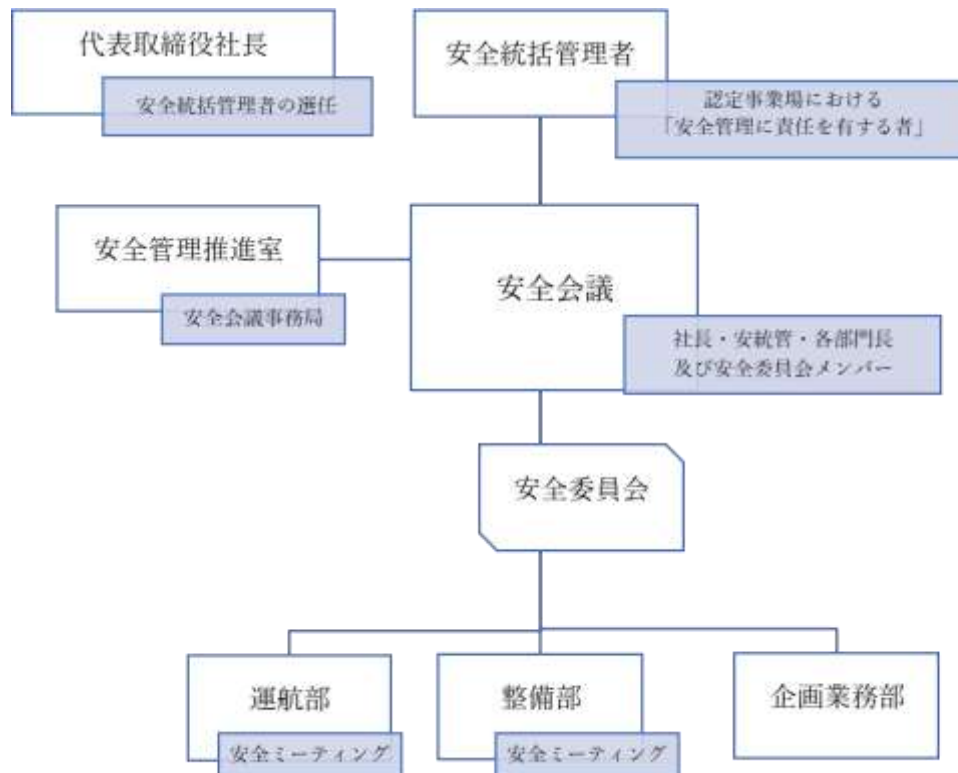 代表取締役社長
安全統括管理者の選任
安全統括管理者
認定事業場における
「安全管理に責任を有する者」
安全管理推進室
安全会議事務局
安全会議
社長・安統管・各部門長
及び安全委員会メンバー
安全委員会
運航部
安全ミーティング
整備部
安全ミーティング
企画業務部